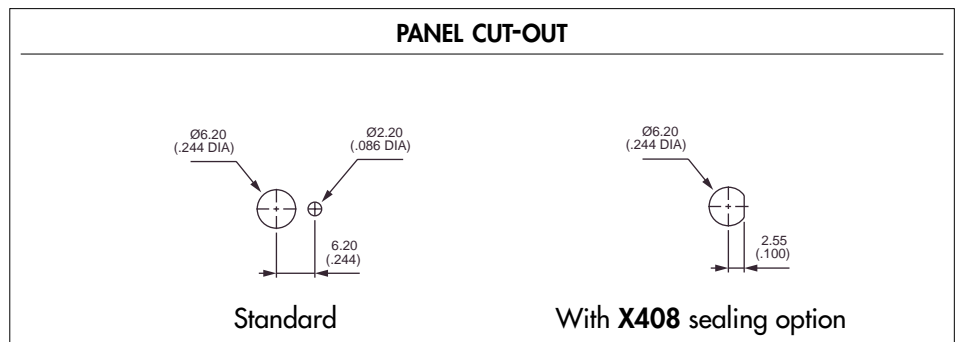 PANEL CUT-OUT
Ø6.20
(.244 DIA)
Ø2.20
(.086 DIA)
6.20
(.244)
Standard
Ø6.20
(.244 DIA)
2.55
(.100)
With X408 sealing option